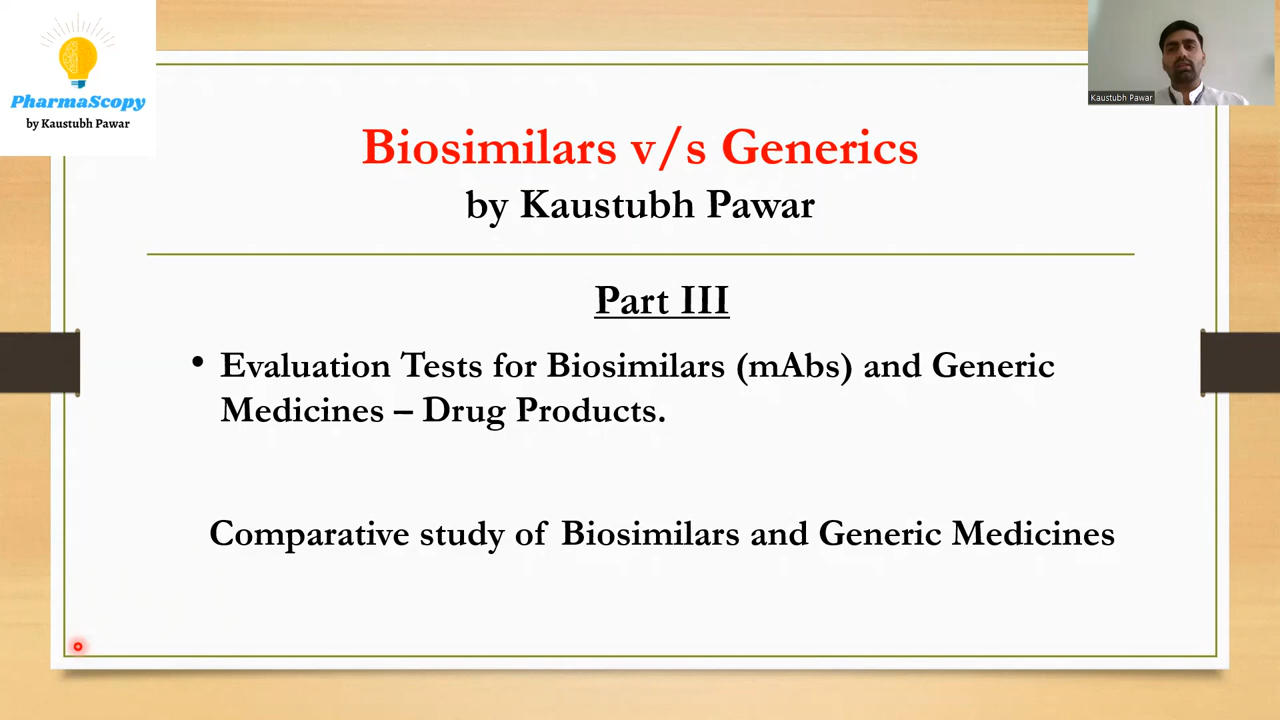 PharmaScopy
by Kaustubh Pawar
Kaustubh Pawar
Biosimilars v/s Generics
by Kaustubh Pawar
Part III
• Evaluation Tests for Biosimilars (mAbs) and Generic
Medicines – Drug Products.
Comparative study of Biosimilars and Generic Medicines